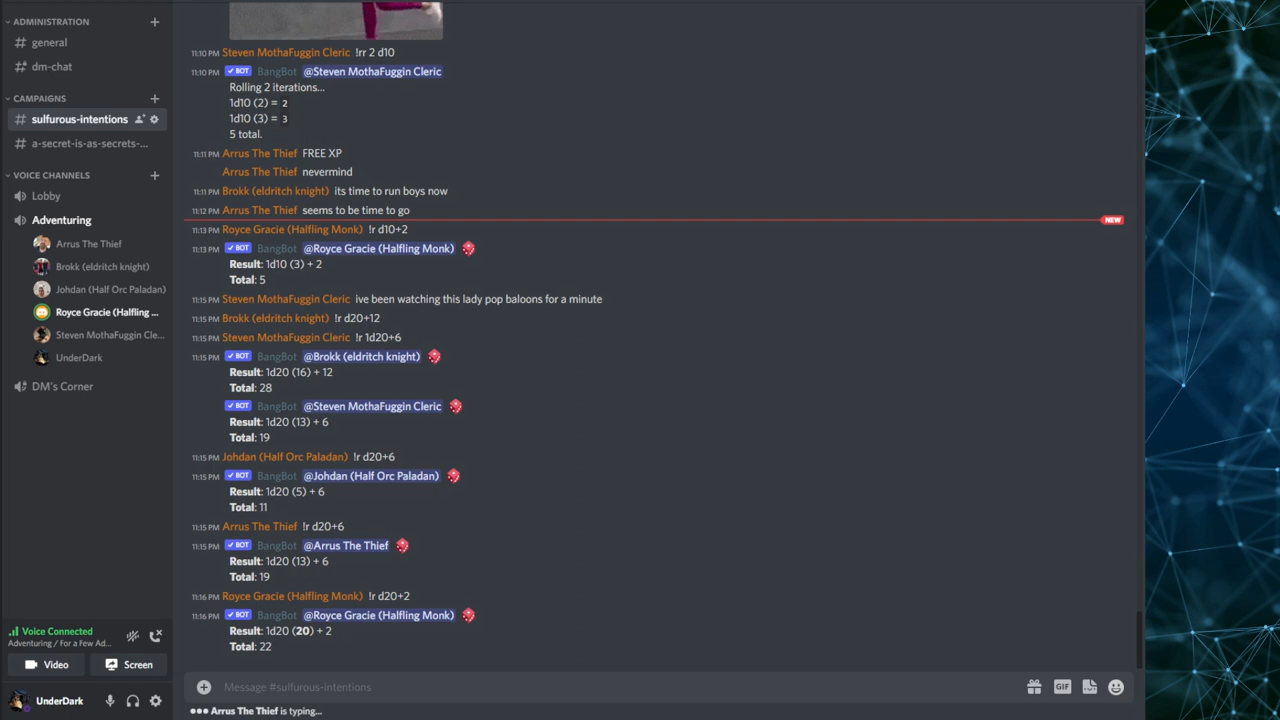 ADMINISTRATION
general
dm-chat
CAMPAIGNS
sulfurous-intentions
a-secret-is-as-secrets-...
VOICE CHANNELS
Lobby
Adventuring
Arrus The Thief
Brokk (eldritch knight)
Johdan (Half Orc Paladan)
Royce Gracie (Halfling ...
Steven MothaFuggin Cle...
UnderDark
DM's Corner
Voice Connected
Adventuring / For a Few Ad...
Video
Screen
UnderDark
11:10 PM Steven MothaFuggin Cleric !rr 2 d10
11:10 PM BOT BangBot @Steven MothaFuggin Cleric
Rolling 2 iterations...
1d10 (2) = 2
1d10 (3) = 3
5 total.
11:11 PM Arrus The Thief FREE XP
Arrus The Thief nevermind
11:11 PM Brokk (eldritch knight) its time to run boys now
11:12 PM Arrus The Thief seems to be time to go
NEW
11:13 PM Royce Gracie (Halfling Monk) !r d10+2
11:13 PM BOT BangBot @Royce Gracie (Halfling Monk)
Result: 1d10 (3) + 2
Total: 5
11:15 PM Steven MothaFuggin Cleric ive been watching this lady pop baloons for a minute
11:15 PM Brokk (eldritch knight) !r d20+12
11:15 PM Steven MothaFuggin Cleric !r 1d20+6
11:15 PM BOT BangBot @Brokk (eldritch knight)
Result: 1d20 (16) + 12
Total: 28
BOT BangBot @Steven MothaFuggin Cleric
Result: 1d20 (13) + 6
Total: 19
11:15 PM Johdan (Half Orc Paladan) !r d20+6
11:15 PM BOT BangBot @Johdan (Half Orc Paladan)
Result: 1d20 (5) + 6
Total: 11
11:15 PM Arrus The Thief !r d20+6
11:15 PM BOT BangBot @Arrus The Thief
Result: 1d20 (13) + 6
Total: 19
11:16 PM Royce Gracie (Halfling Monk) !r d20+2
11:16 PM BOT BangBot @Royce Gracie (Halfling Monk)
Result: 1d20 (20) + 2
Total: 22
Message #sulfurous-intentions
GIF
Arrus The Thief is typing...